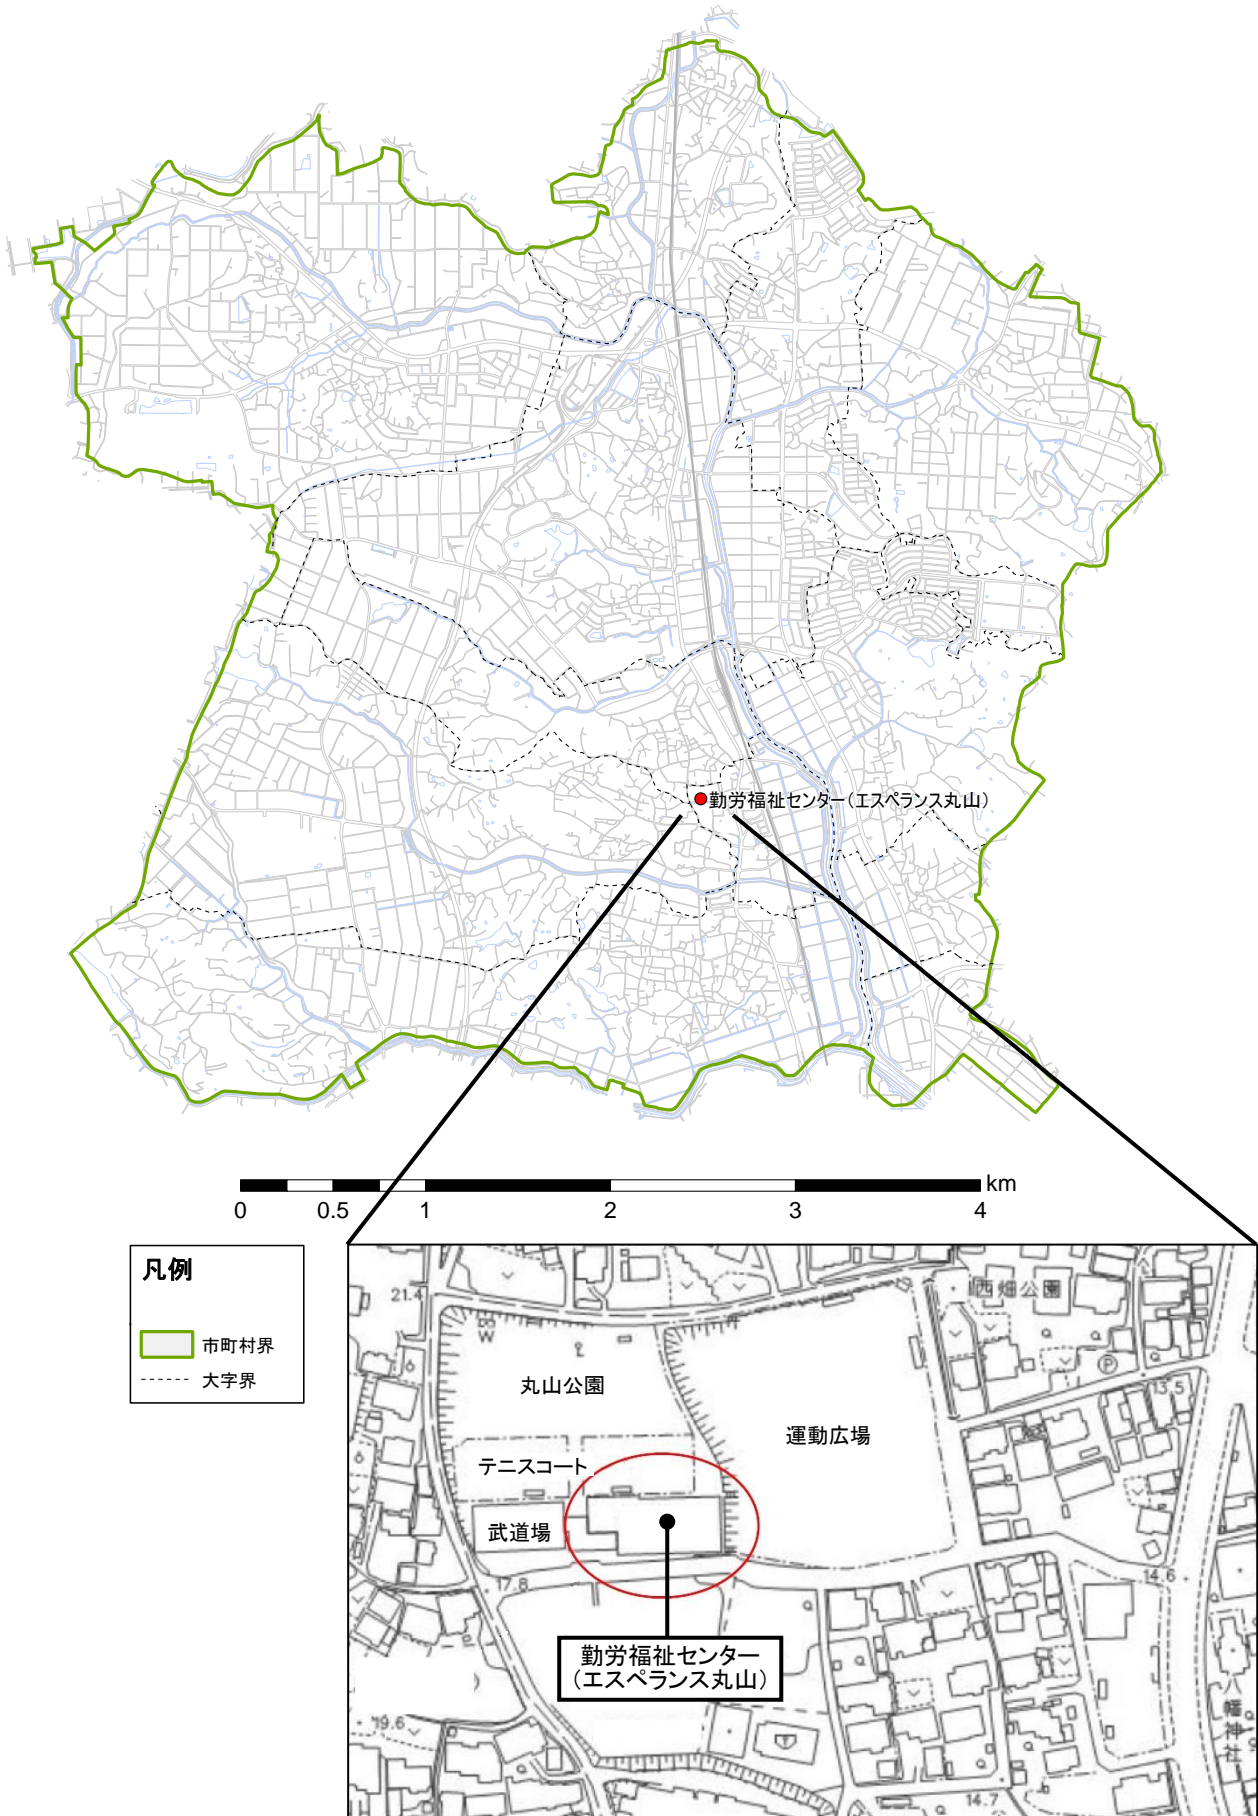 勤労福祉センター(エスペランス丸山)
km
0 0.5 1 2 3 4
凡例
市町村界
大字界
21.4
W
西畑公園
丸山公園
P
13.5
運動広場
テニスコート
武道場
17.8
14.6
勤労福祉センター
(エスペランス丸山)
19.6
八幡神社
14.7